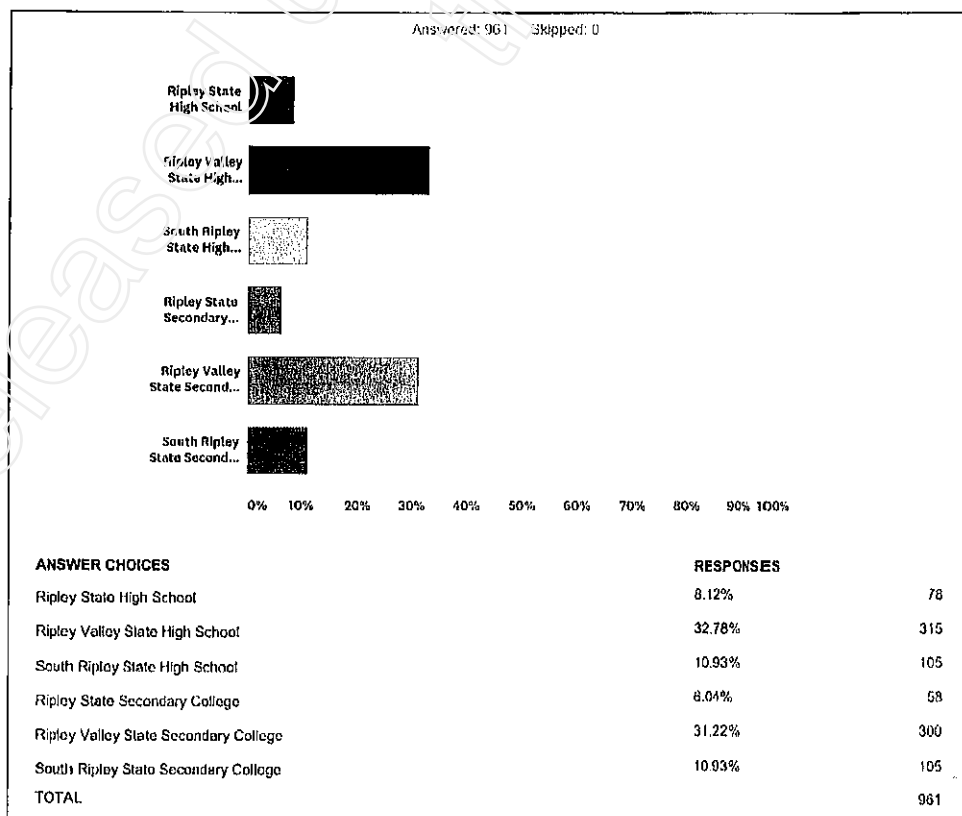 Answered: 961 Skipped: 0
Ripley State
High School
Ripley Valley
State High...
South Ripley
State High...
Ripley State
Secondary...
Ripley Valley
State Second...
South Ripley
State Second...
0% 10% 20% 30% 40% 50% 60% 70% 80% 90% 100%
ANSWER CHOICES RESPONSES
Ripley State High School 8.12% 78
Ripley Valley State High School 32.78% 315
South Ripley State High School 10.93% 105
Ripley State Secondary College 6.04% 58
Ripley Valley State Secondary College 31.22% 300
South Ripley State Secondary College 10.93% 105
TOTAL 961